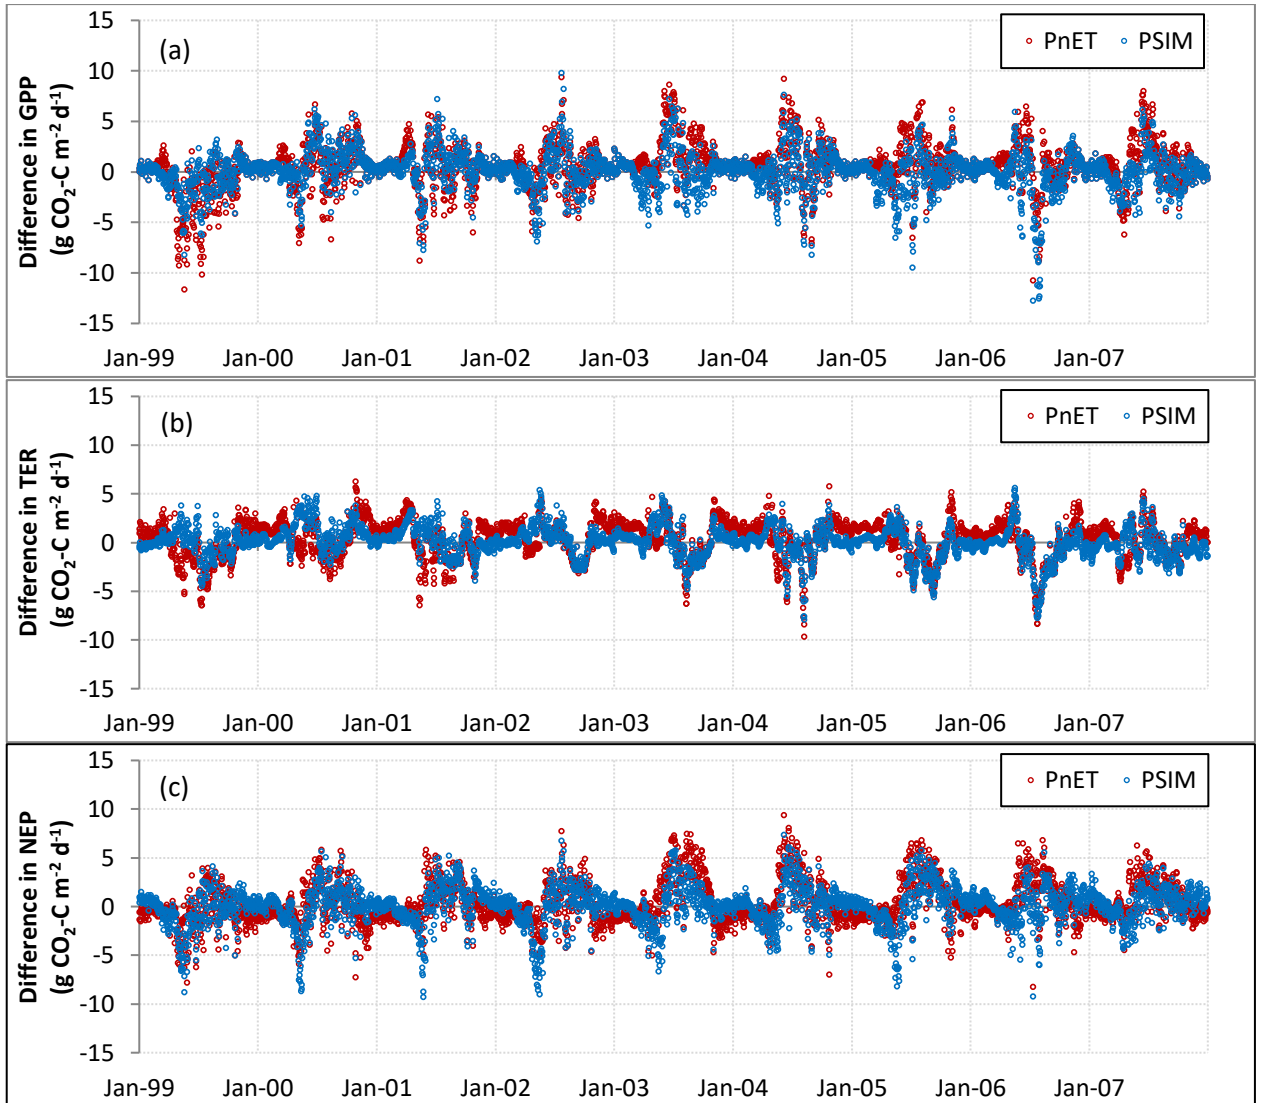 15
10
5
0
-5
-10
-15
Difference in GPP
(g CO₂-C m⁻² d⁻¹)
(a)
PnET PSIM
Jan-99 Jan-00 Jan-01 Jan-02 Jan-03 Jan-04 Jan-05 Jan-06 Jan-07
15
10
5
0
-5
-10
-15
Difference in TER
(g CO₂-C m⁻² d⁻¹)
(b)
PnET PSIM
Jan-99 Jan-00 Jan-01 Jan-02 Jan-03 Jan-04 Jan-05 Jan-06 Jan-07
15
10
5
0
-5
-10
-15
Difference in NEP
(g CO₂-C m⁻² d⁻¹)
(c)
PnET PSIM
Jan-99 Jan-00 Jan-01 Jan-02 Jan-03 Jan-04 Jan-05 Jan-06 Jan-07